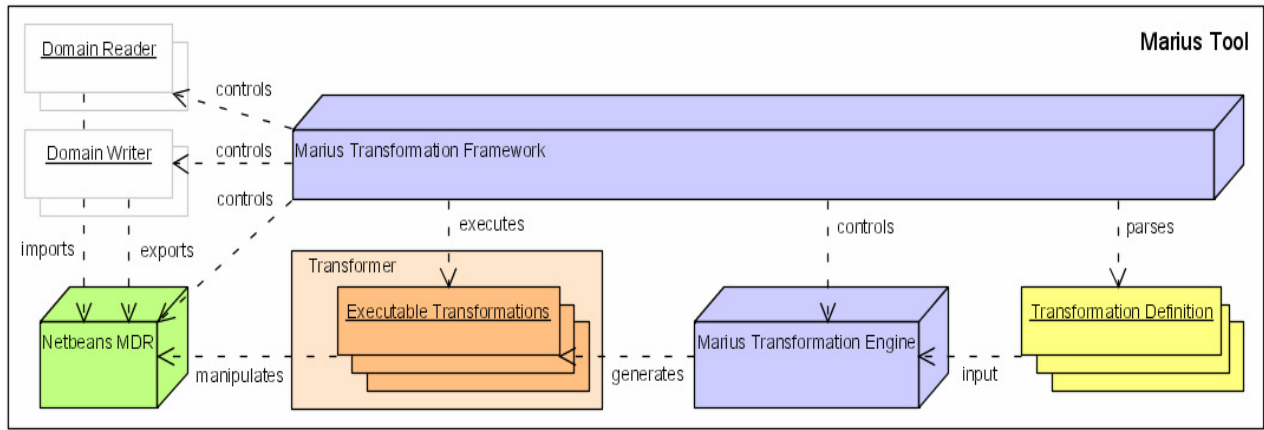 Marius Tool
Domain Reader
controls
Domain Writer
controls
Marius Transformation Framework
controls
executes
controls
parses
imports
exports
Transformer
Executable Transformations
Transformation Definition
Netbeans MDR
Marius Transformation Engine
manipulates
generates
input